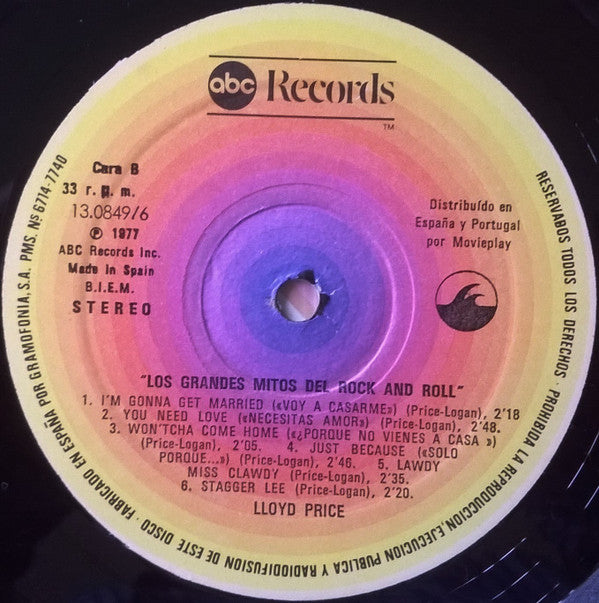 abc Records
TM
Cara B
33 r. p. m.
13.0849/6
℗ 1977
ABC Records Inc.
Made in Spain
B.I.E.M.
STEREO
Distribuído en
España y Portugal
por Movieplay
"LOS GRANDES MITOS DEL ROCK AND ROLL"
1. I'M GONNA GET MARRIED («VOY A CASARME») (Price-Logan), 2'18
2. YOU NEED LOVE («NECESITAS AMOR») (Price-Logan), 2'48.
3. WON'TCHA COME HOME («¿PORQUE NO VIENES A CASA »)
(Price-Logan), 2'05. 4. JUST BECAUSE («SOLO
PORQUE...») (Price-Logan), 2'46. 5. LAWDY
MISS CLAWDY (Price-Logan), 2'35.
6. STAGGER LEE (Price-Logan), 2'20.
LLOYD PRICE
FABRICADO EN ESPAÑA POR GRAMOFONIA, S.A. PMS. Nº 6714-7740
RESERVADOS TODOS LOS DERECHOS · PROHIBIDA LA REPRODUCCION, EJECUCION PUBLICA Y RADIODIFUSION DE ESTE DISCO ·